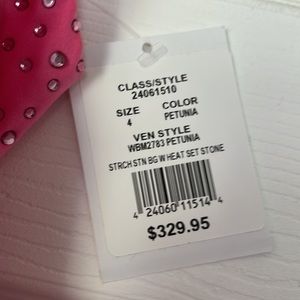 CLASS/STYLE
24061510
SIZE COLOR
4 PETUNIA
VEN STYLE
WBM2783 PETUNIA
STRCH STN BG W HEAT SET STONE
4 24060 11514 4
$329.95